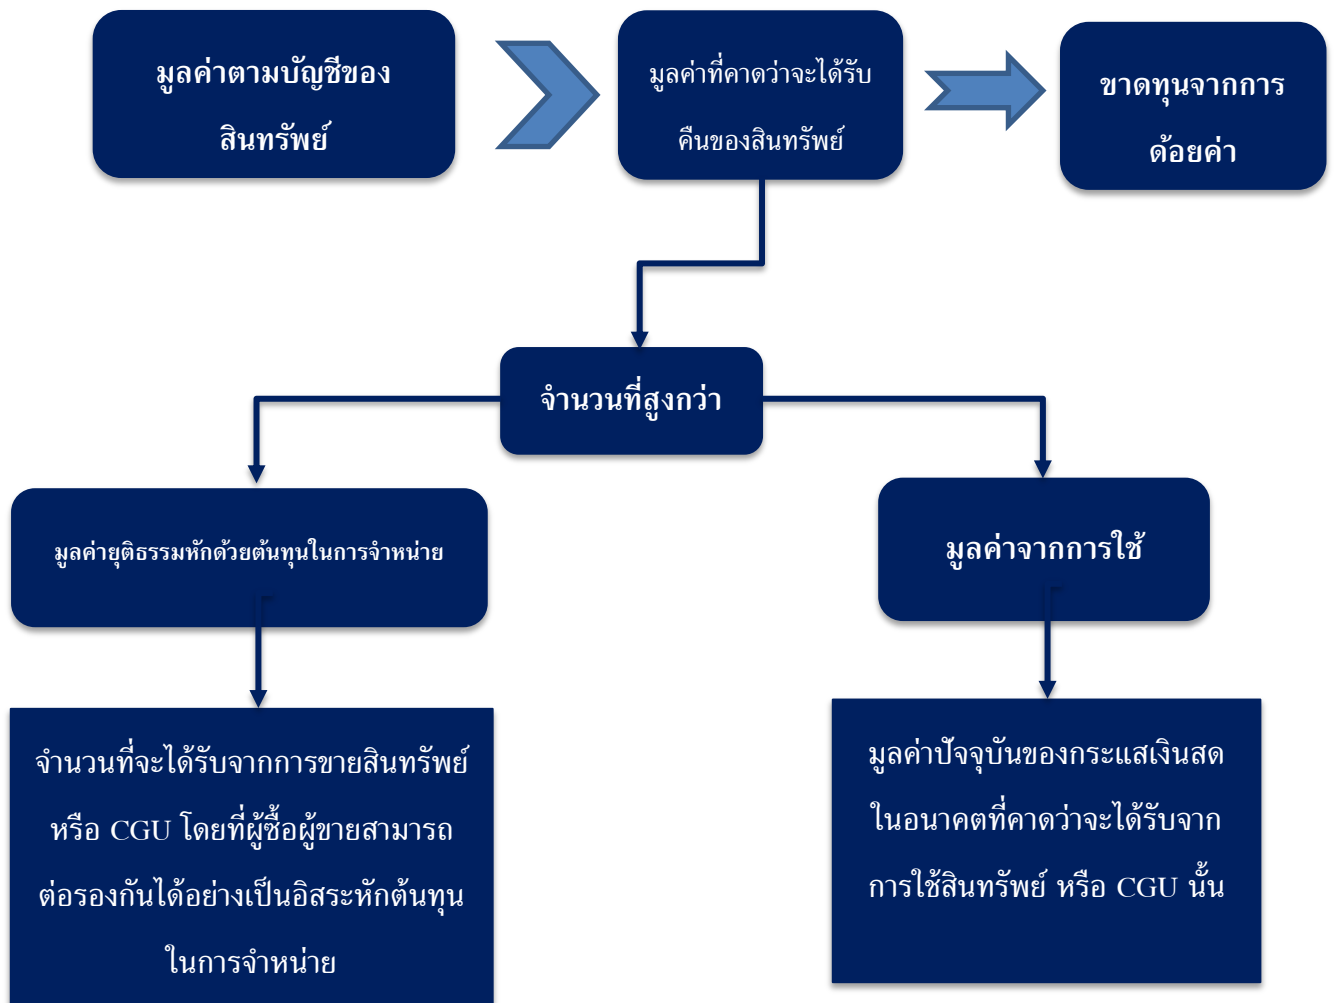 มูลค่าตามบัญชีของ
สินทรัพย์
มูลค่าที่คาดว่าจะได้รับ
คืนของสินทรัพย์
ขาดทุนจากการ
ด้อยค่า
จำนวนที่สูงกว่า
มูลค่ายุติธรรมหักด้วยต้นทุนในการจำหน่าย
มูลค่าจากการใช้
จำนวนที่จะได้รับจากการขายสินทรัพย์
หรือ CGU โดยที่ผู้ซื้อผู้ขายสามารถ
ต่อรองกันได้อย่างเป็นอิสระหักต้นทุน
ในการจำหน่าย
มูลค่าปัจจุบันของกระแสเงินสด
ในอนาคตที่คาดว่าจะได้รับจาก
การใช้สินทรัพย์ หรือ CGU นั้น